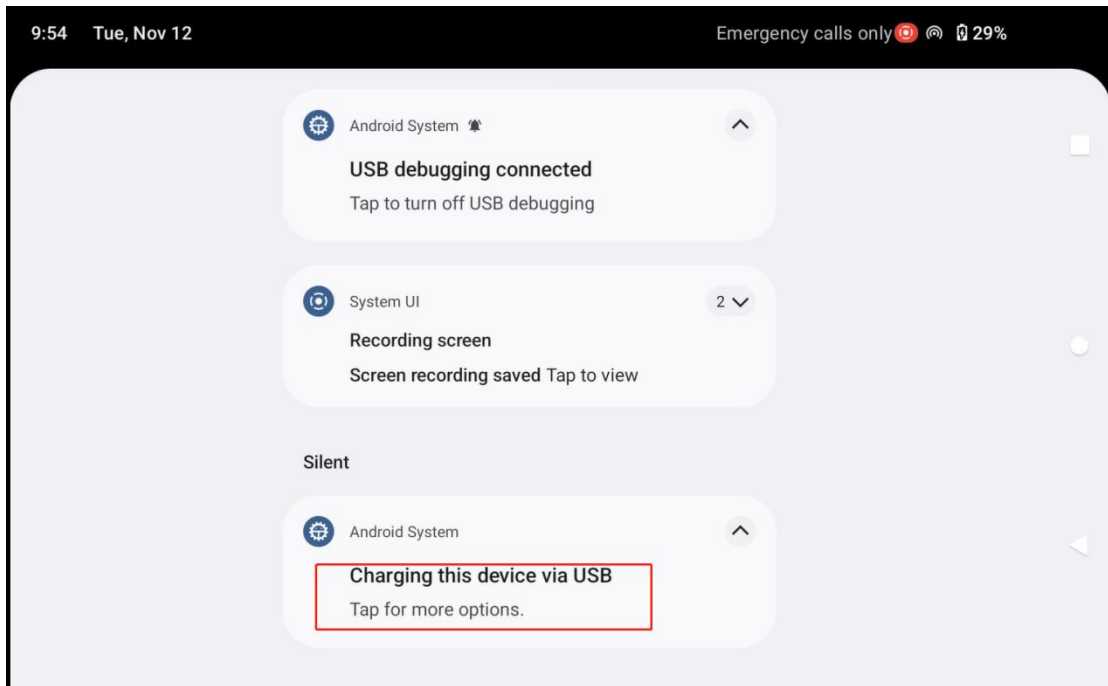 9:54 Tue, Nov 12 Emergency calls only 29%
Android System
USB debugging connected
Tap to turn off USB debugging
System UI 2
Recording screen
Screen recording saved Tap to view
Silent
Android System
Charging this device via USB
Tap for more options.